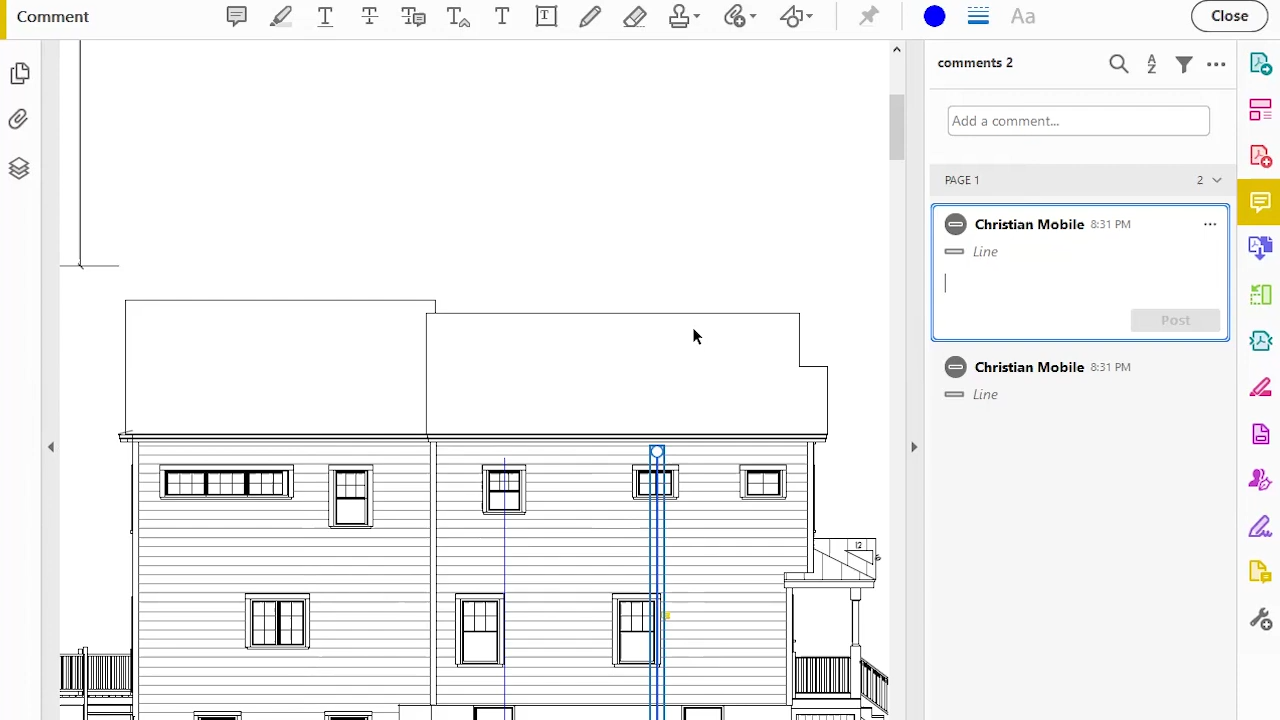 Comment
Aa
Close
comments 2
A
Z
Add a comment...
PAGE 1
2
Christian Mobile 8:31 PM
Line
Post
Christian Mobile 8:31 PM
Line
12